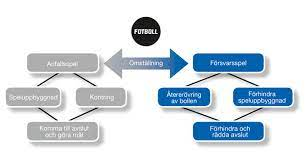 FOTBOLL
Anfallsspel
Omställning
Försvarsspel
Speluppbyggnad
Kontring
Återerövring
av bollen
Förhindra
speluppbyggnad
Komma till avslut
och göra mål
Förhindra och
rädda avslut